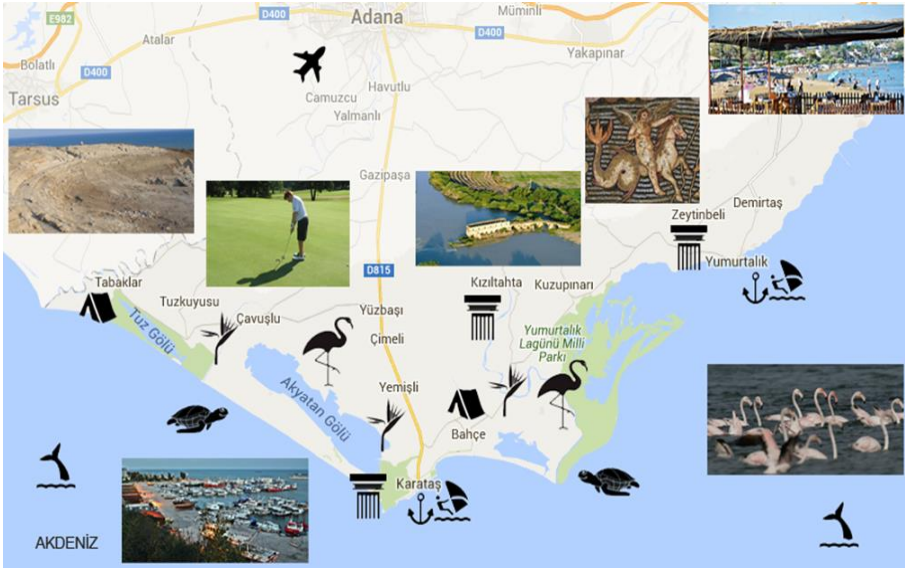 E982
D400
Adana
Müminli
Atalar
D400
Yakapınar
Bolatlı
D400
Tarsus
Havutlu
Camuzcu
Yalmanlı
Gazipaşa
Demirtaş
Zeytinbeli
Yumurtalık
D815
Tabaklar
Kızıltahta
Kuzupınarı
Tuzkuyusu
Çavuşlu
Yüzbaşı
Tuz Gölü
Çimeli
Yumurtalık
Lagünü Milli
Parkı
Akyatan Gölü
Yemişli
Bahçe
Karataş
AKDENİZ